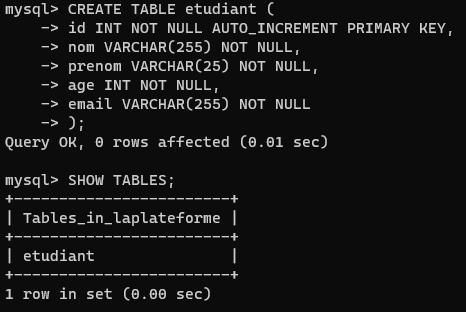 mysql> CREATE TABLE etudiant (
    -> id INT NOT NULL AUTO_INCREMENT PRIMARY KEY,
    -> nom VARCHAR(255) NOT NULL,
    -> prenom VARCHAR(25) NOT NULL,
    -> age INT NOT NULL,
    -> email VARCHAR(255) NOT NULL
    -> );
Query OK, 0 rows affected (0.01 sec)

mysql> SHOW TABLES;
+------------------------+
| Tables_in_laplateforme |
+------------------------+
| etudiant               |
+------------------------+
1 row in set (0.00 sec)